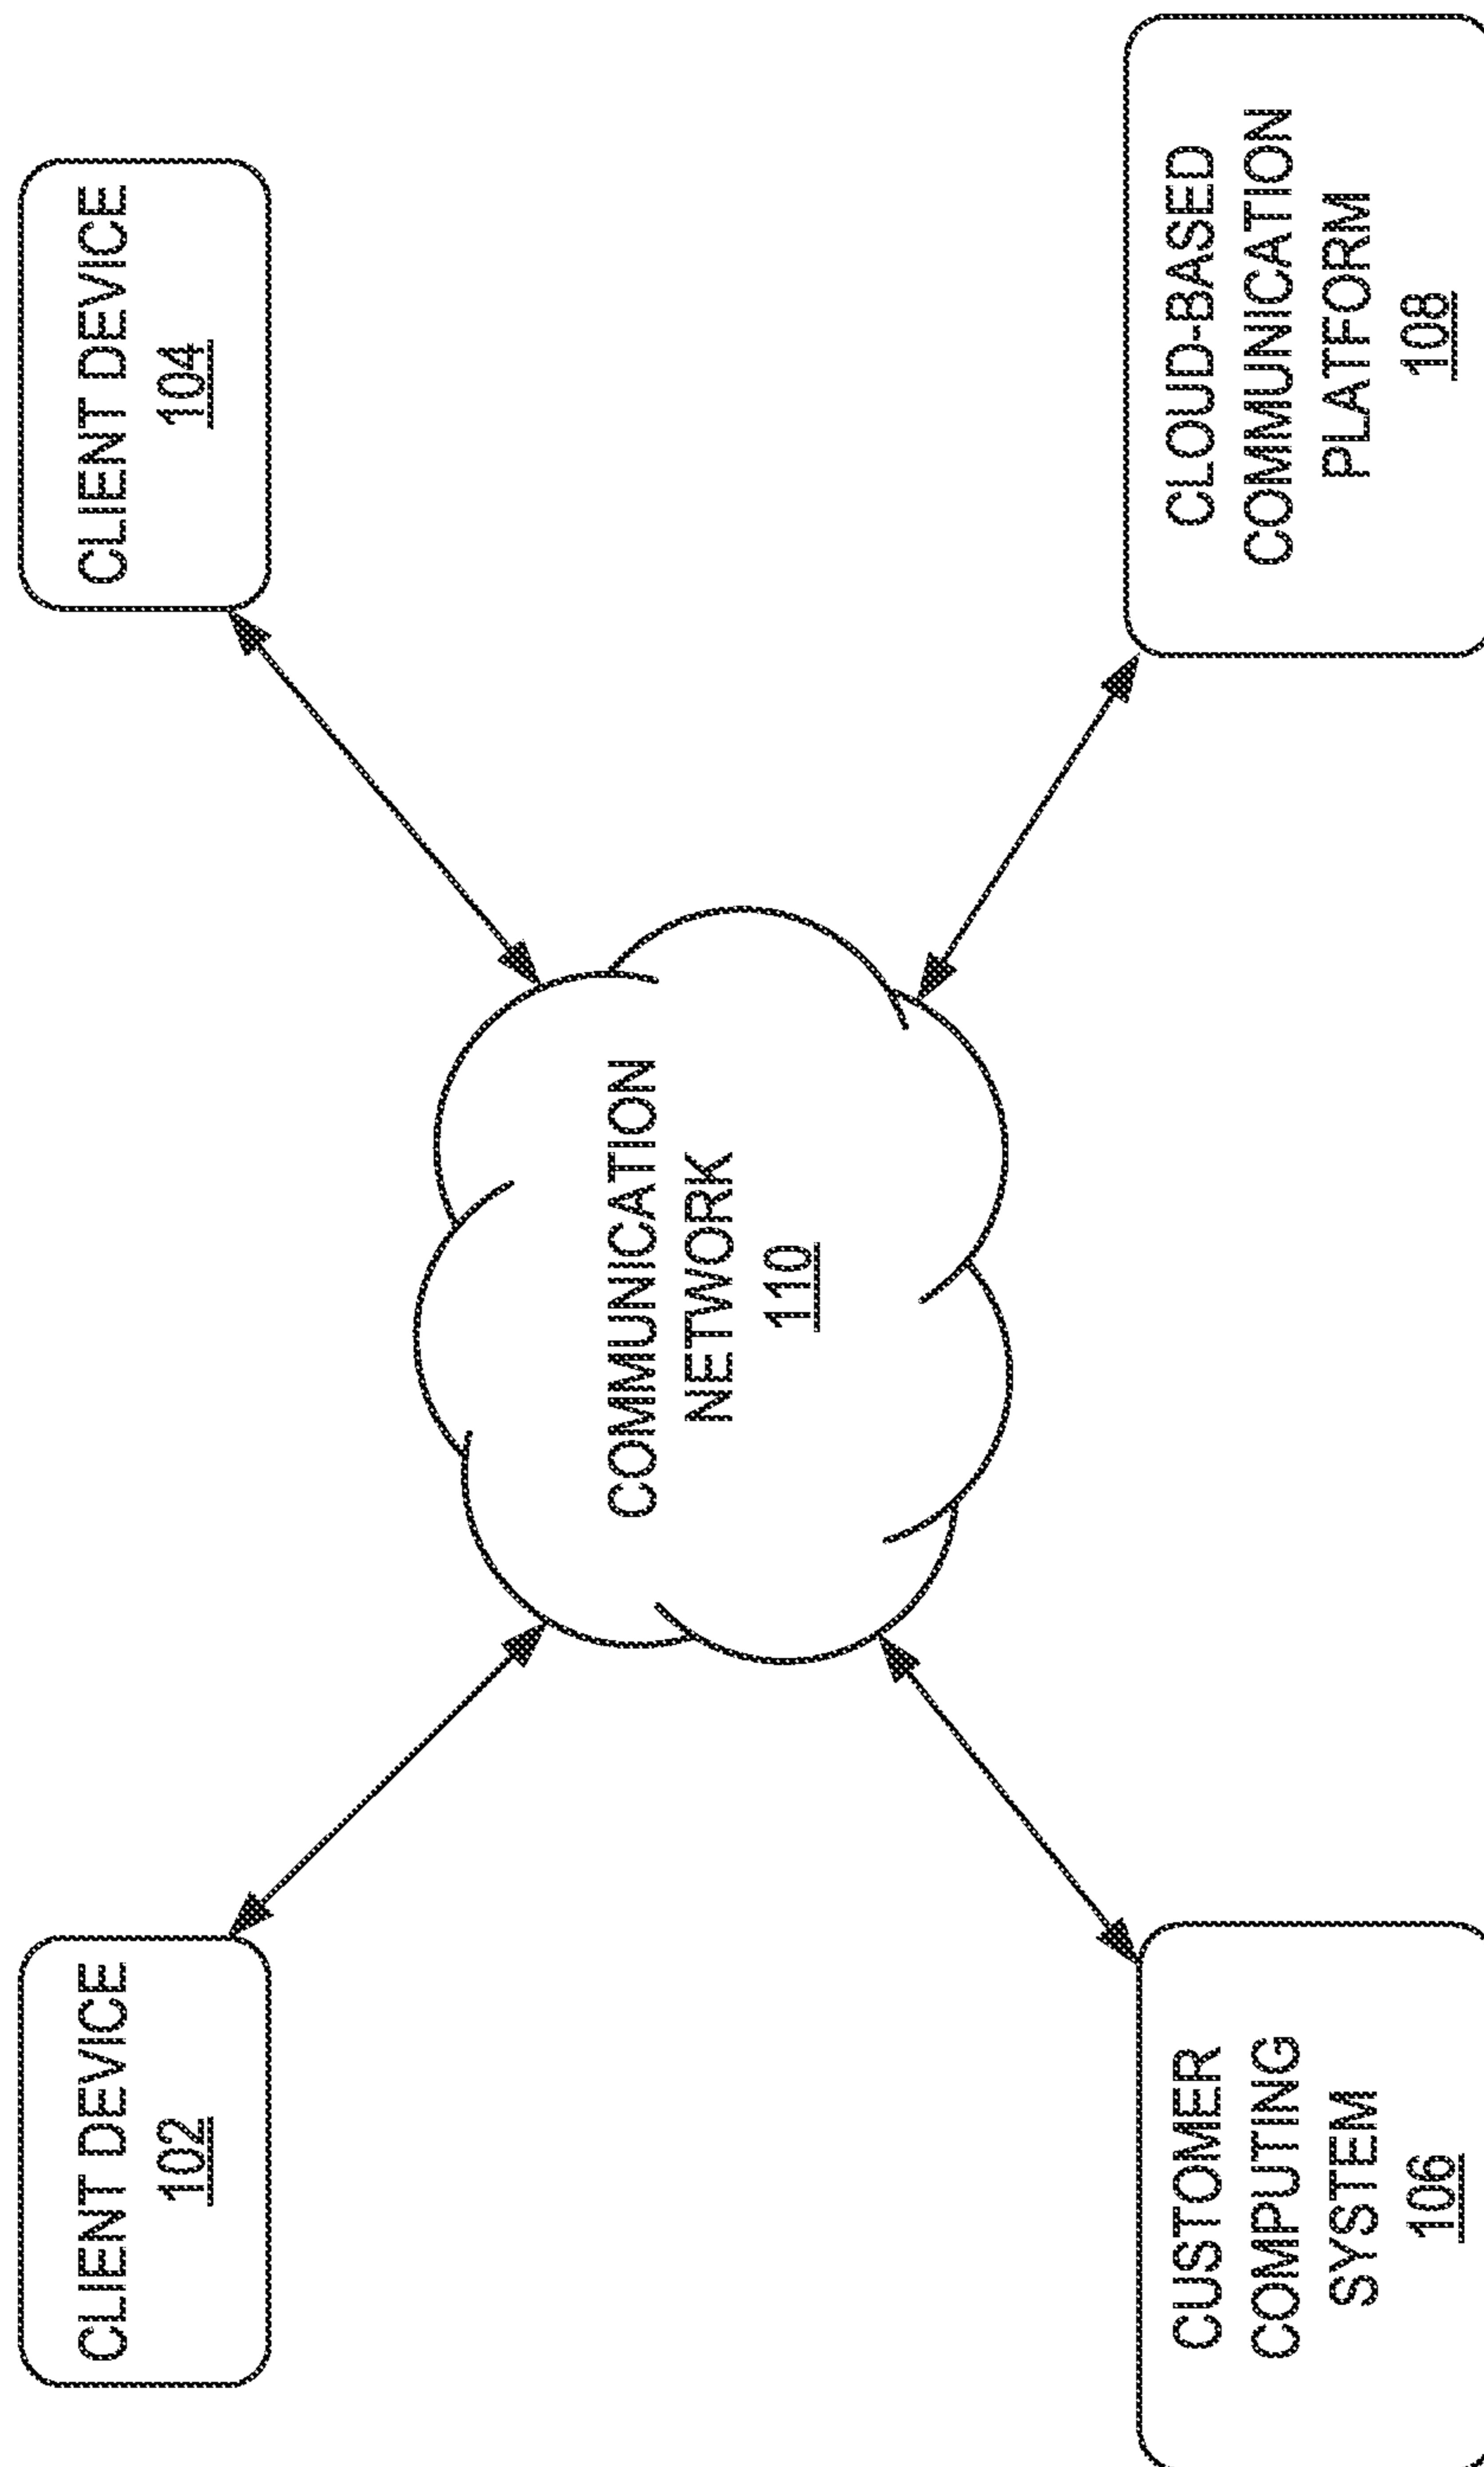 CLIENT DEVICE
102
CLIENT DEVICE
104
COMMUNICATION
NETWORK
110
CUSTOMER
COMPUTING
SYSTEM
106
CLOUD-BASED
COMMUNICATION
PLATFORM
108